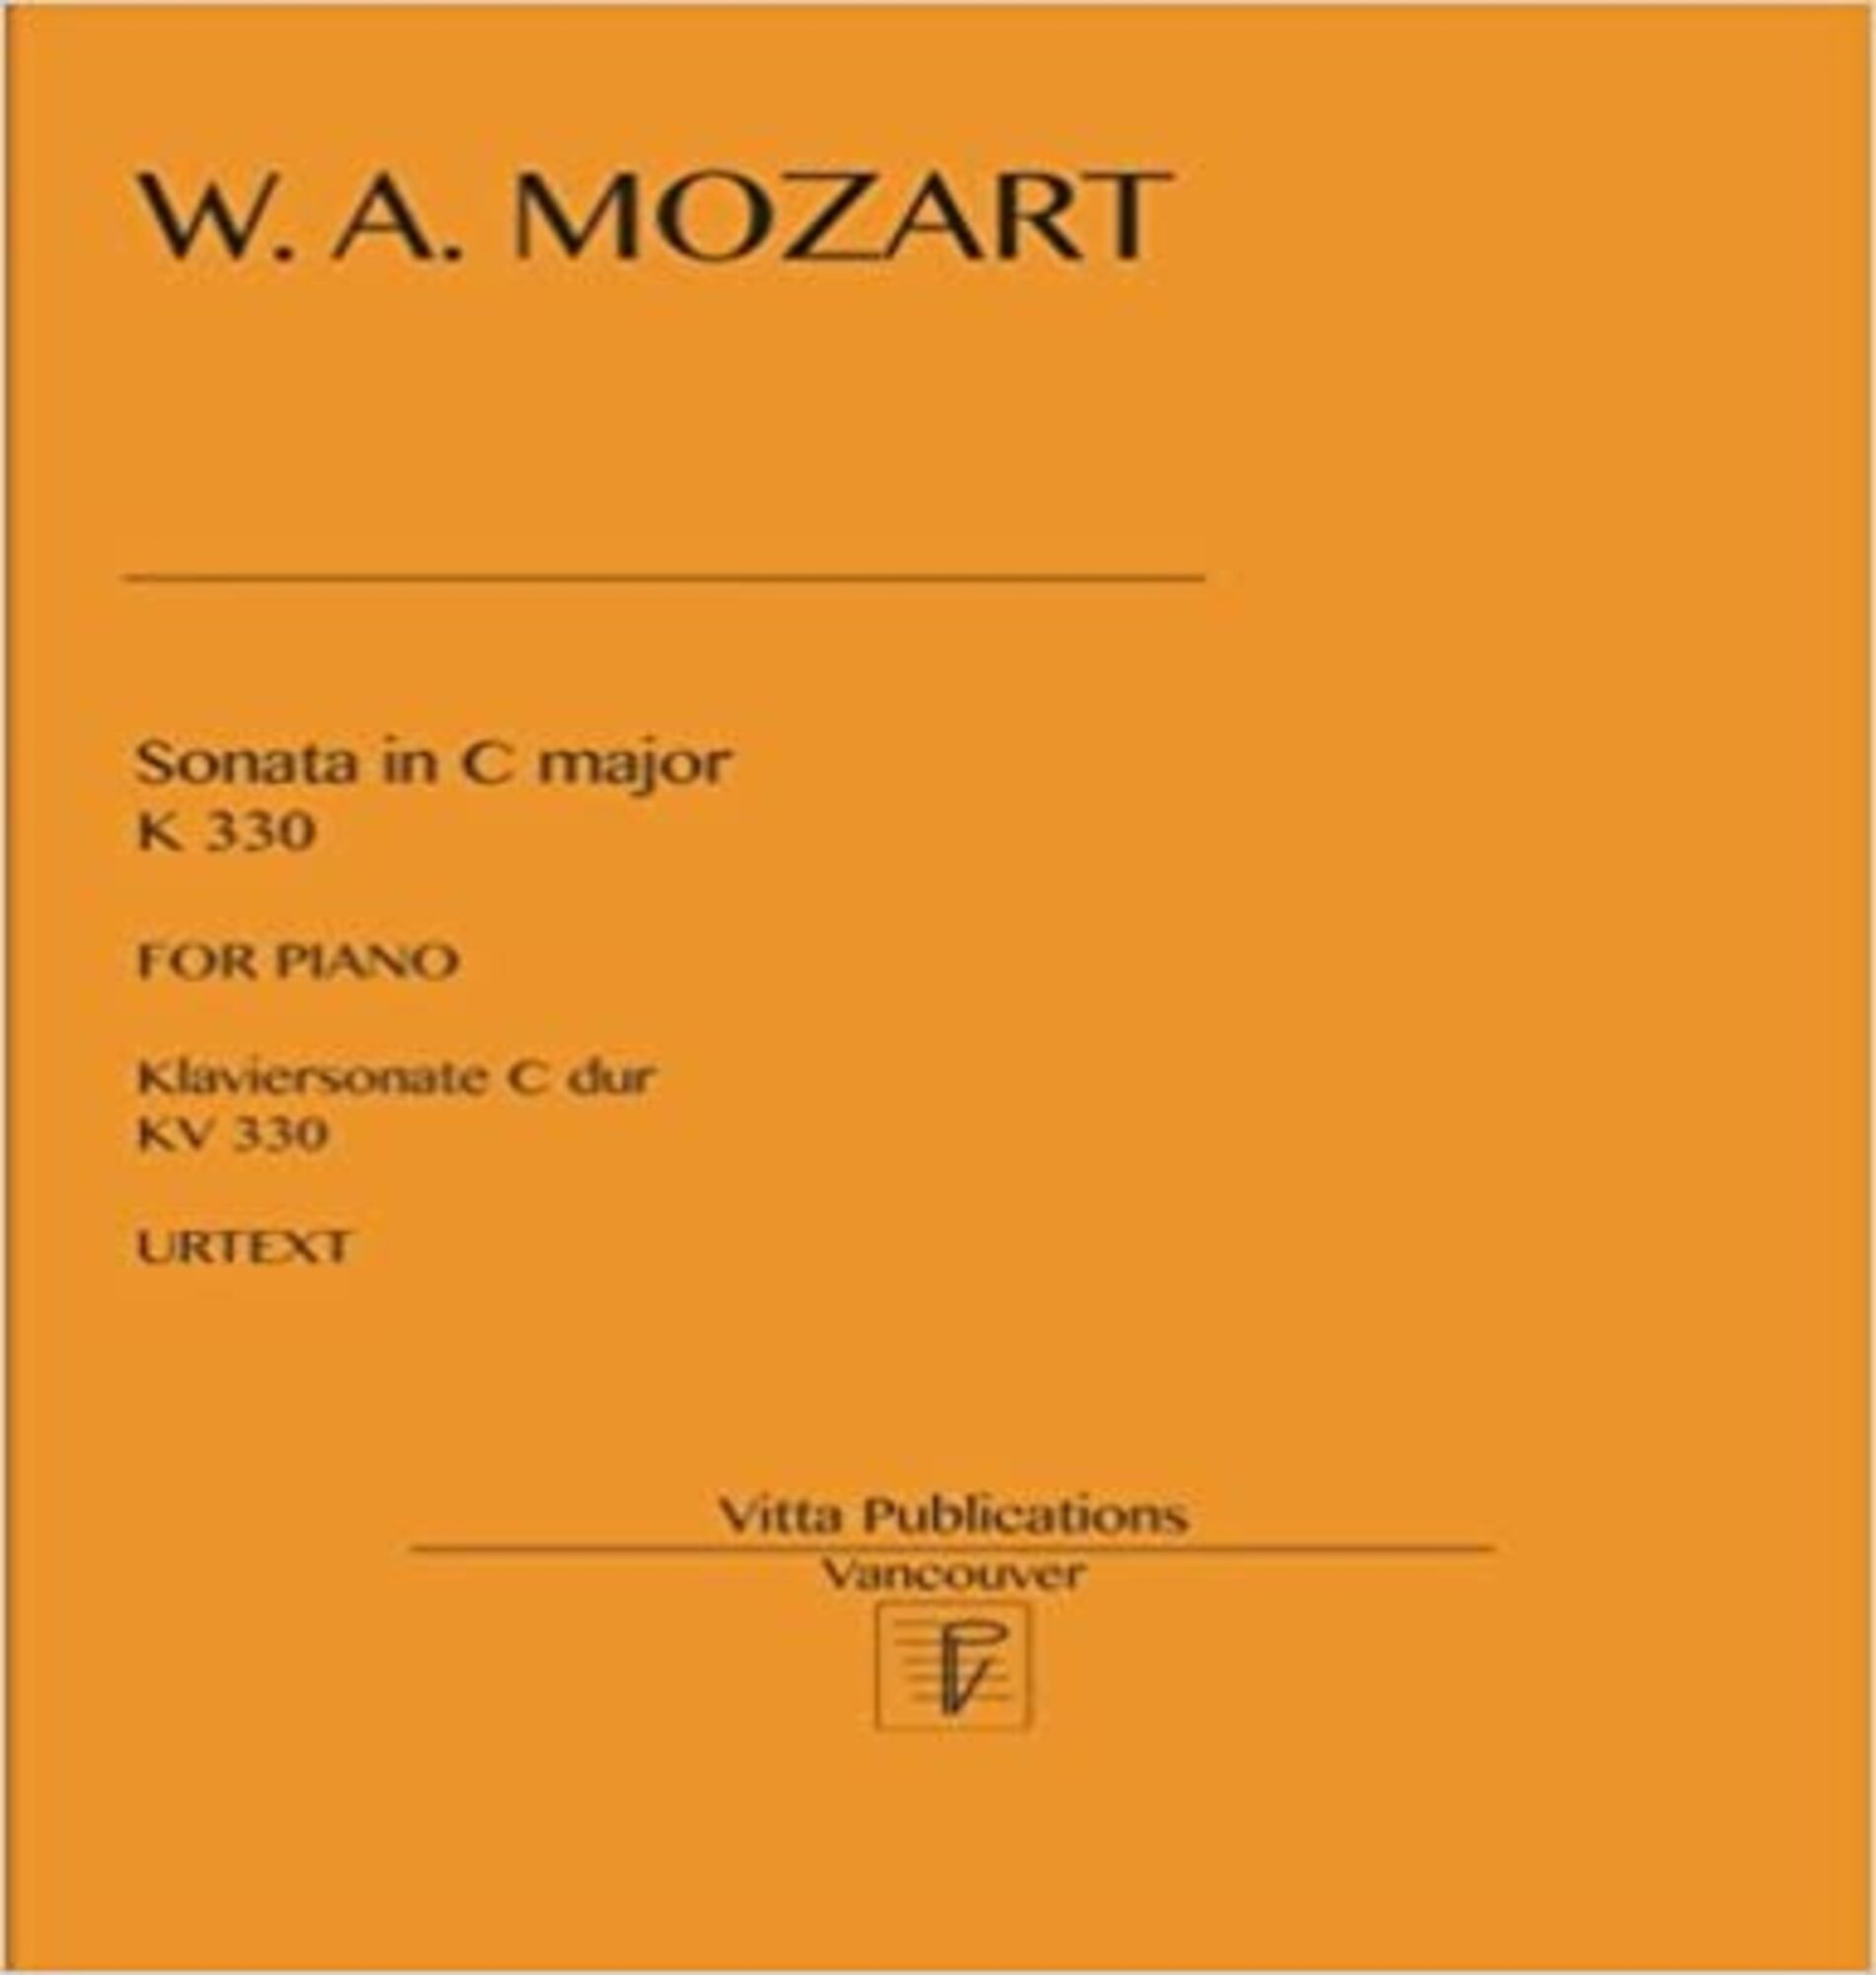 W. A. MOZART
Sonata in C major
K 330
FOR PIANO
Klaviersonate C dur
KV 330
URTEXT
Vitta Publications
Vancouver